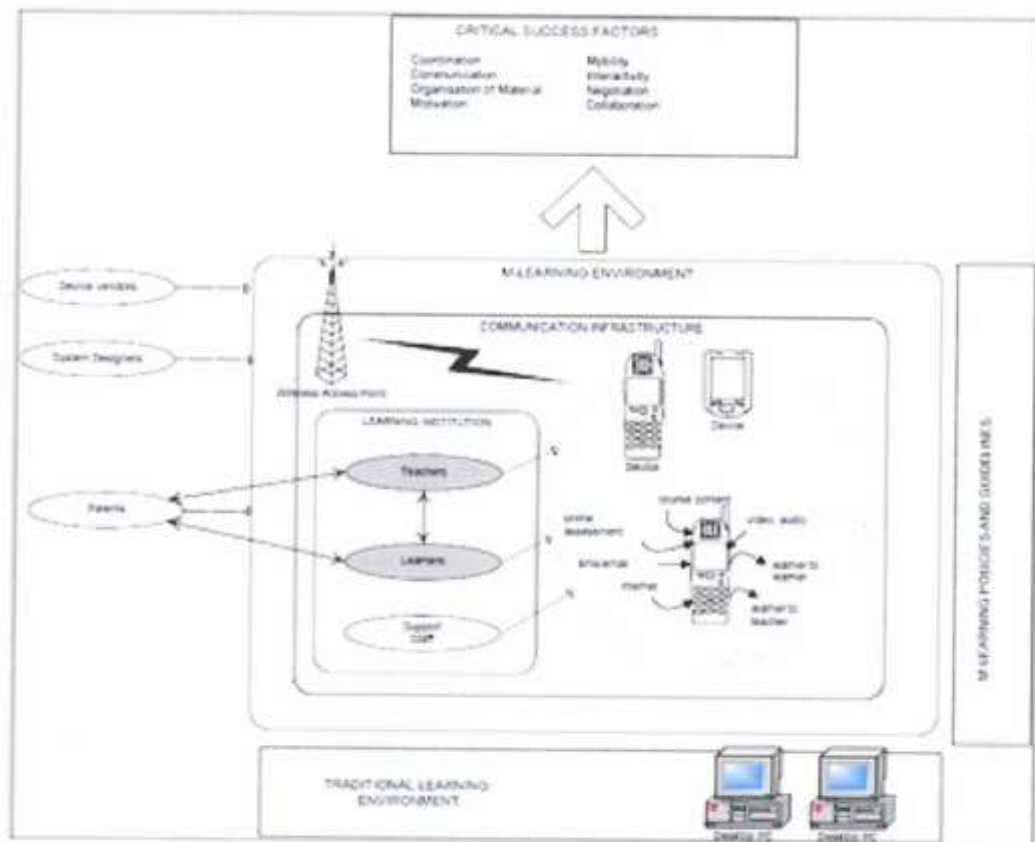 CRITICAL SUCCESS FACTORS
Coordination
Communication
Organisation of Material
Motivation
Mobility
Interactivity
Negotiation
Collaboration
M-LEARNING ENVIRONMENT
Device Vendors
System Designers
COMMUNICATION INFRASTRUCTURE
Wireless Access Point
Device
Device
LEARNING INSTITUTION
Teachers
Learners
Support
Staff
Parents
course content
online
assessment
video, audio
learner to
learner
internet
learner to
teacher
M-LEARNING POLICIES AND GUIDELINES
TRADITIONAL LEARNING
ENVIRONMENT
Desktop PC
Desktop PC